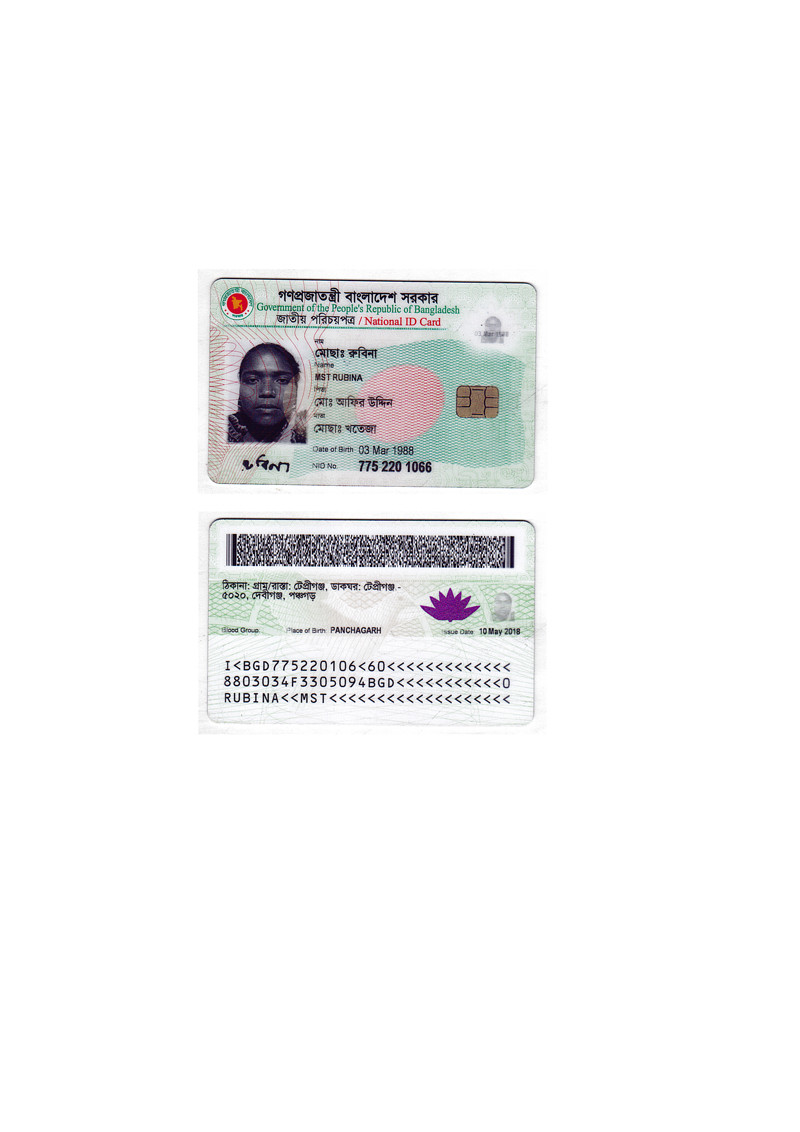 গণপ্রজাতন্ত্রী বাংলাদেশ সরকার
Government of the People's Republic of Bangladesh
জাতীয় পরিচয়পত্র / National ID Card
03 Mar 1988
নাম
মোছাঃ রুবিনা
Name
MST RUBINA
পিতা
মোঃ আফির উদ্দিন
মাতা
মোছাঃ খতেজা
Date of Birth 03 Mar 1988
NID No. 775 220 1066
রুবিনা
ঠিকানা: গ্রাম/রাস্তা: টেপ্রীগঞ্জ, ডাকঘর: টেপ্রীগঞ্জ -
৫০২০, দেবীগঞ্জ, পঞ্চগড়
Blood Group Place of Birth PANCHAGARH Issue Date 10 May 2018
I<BGD775220106<60<<<<<<<<<<<<<
8803034F3305094BGD<<<<<<<<<<<0
RUBINA<<MST<<<<<<<<<<<<<<<<<<<